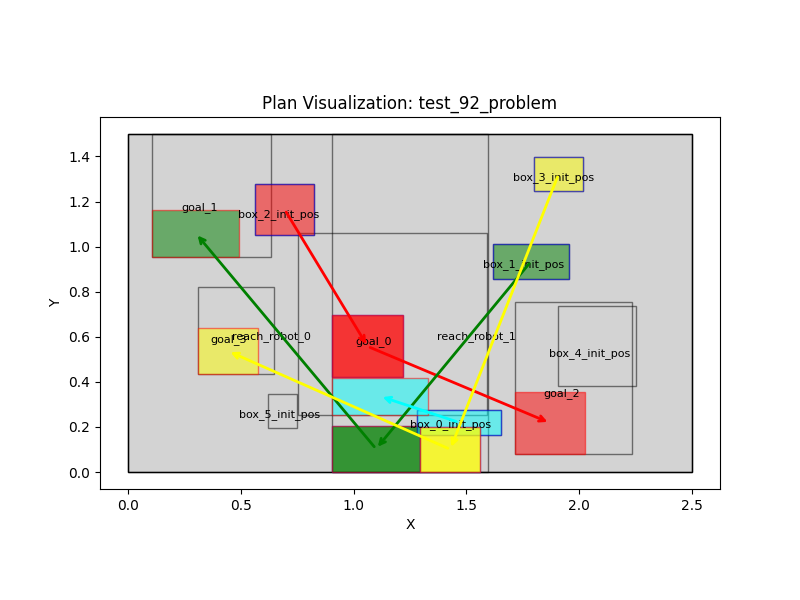 Plan Visualization: test_92_problem
1.4
1.2
1.0
0.8
0.6
0.4
0.2
0.0
Y
box_3_init_pos
goal_1
box_2_init_pos
box_1_init_pos
reach_robot_0
reach_robot_1
goal_3
goal_0
box_4_init_pos
goal_2
box_5_init_pos
box_0_init_pos
0.0
0.5
1.0
1.5
2.0
2.5
X